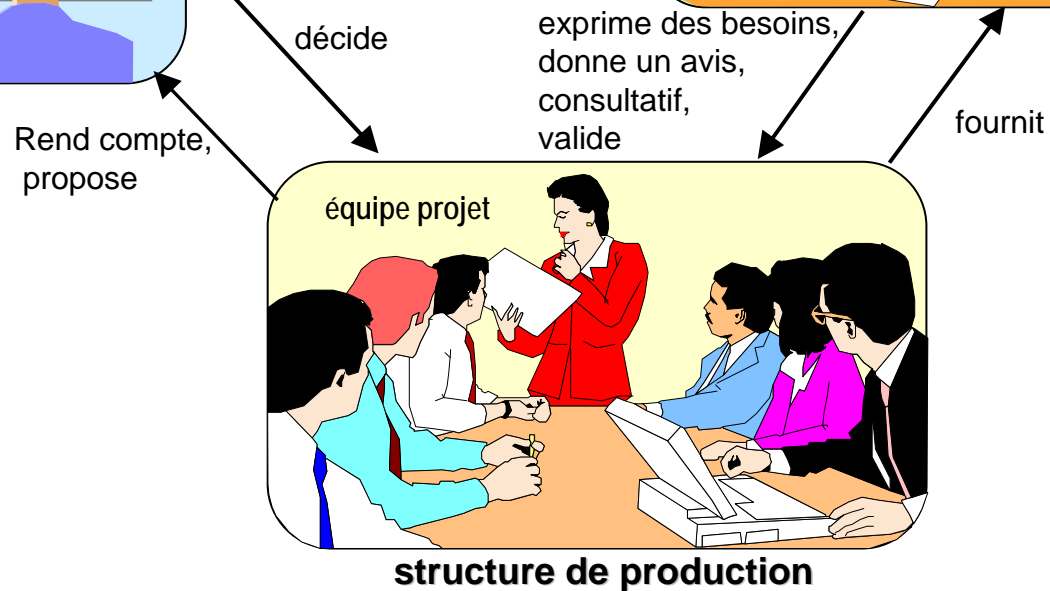 décide
exprime des besoins,
donne un avis,
consultatif,
valide
fournit
Rend compte,
propose
équipe projet
structure de production